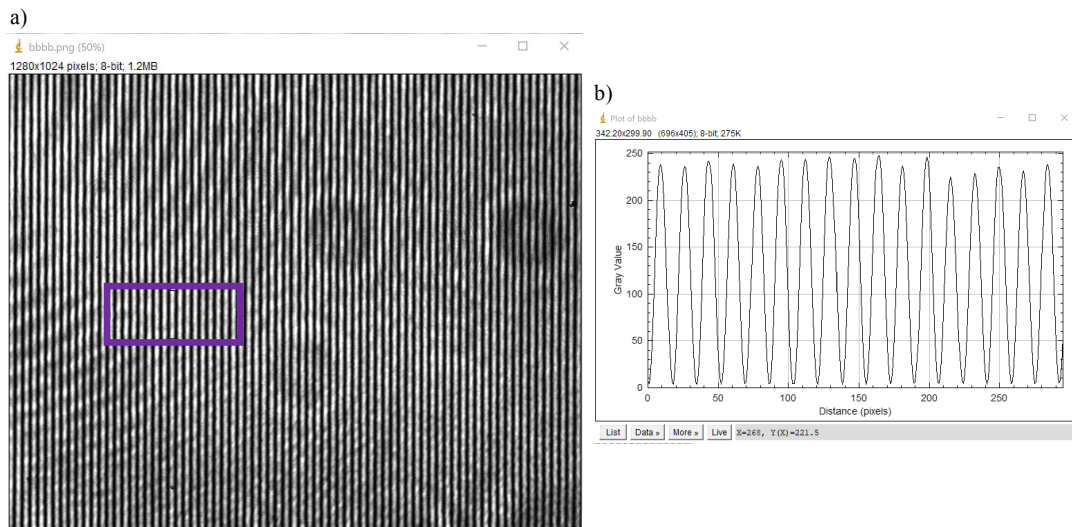 a)
bbbb.png (50%)
1280x1024 pixels; 8-bit; 1.2MB
b)
Plot of bbbb
342.20x299.90 (696x405); 8-bit; 275K
250
200
150
100
50
0
Gray Value
0 50 100 150 200 250
Distance (pixels)
List Data » More » Live X=268, Y(X)=221.5